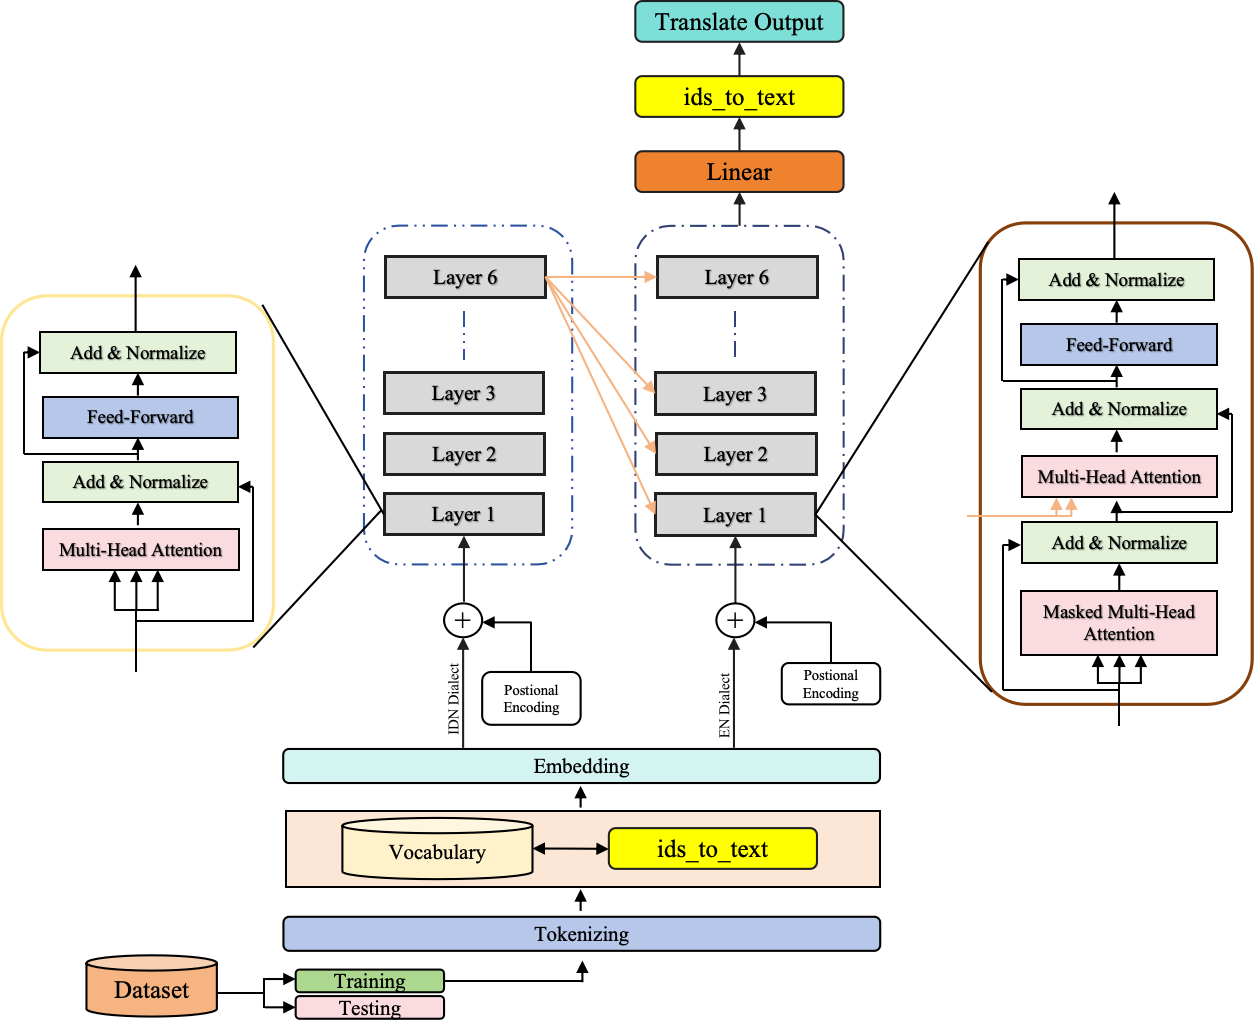 Translate Output
ids_to_text
Linear
Layer 6
Layer 3
Layer 2
Layer 1
Layer 6
Layer 3
Layer 2
Layer 1
Add & Normalize
Feed-Forward
Add & Normalize
Multi-Head Attention
Add & Normalize
Feed-Forward
Add & Normalize
Multi-Head Attention
Add & Normalize
Masked Multi-Head
Attention
+
+
IDN Dialect
Postional
Encoding
EN Dialect
Postional
Encoding
Embedding
Vocabulary
ids_to_text
Tokenizing
Dataset
Training
Testing